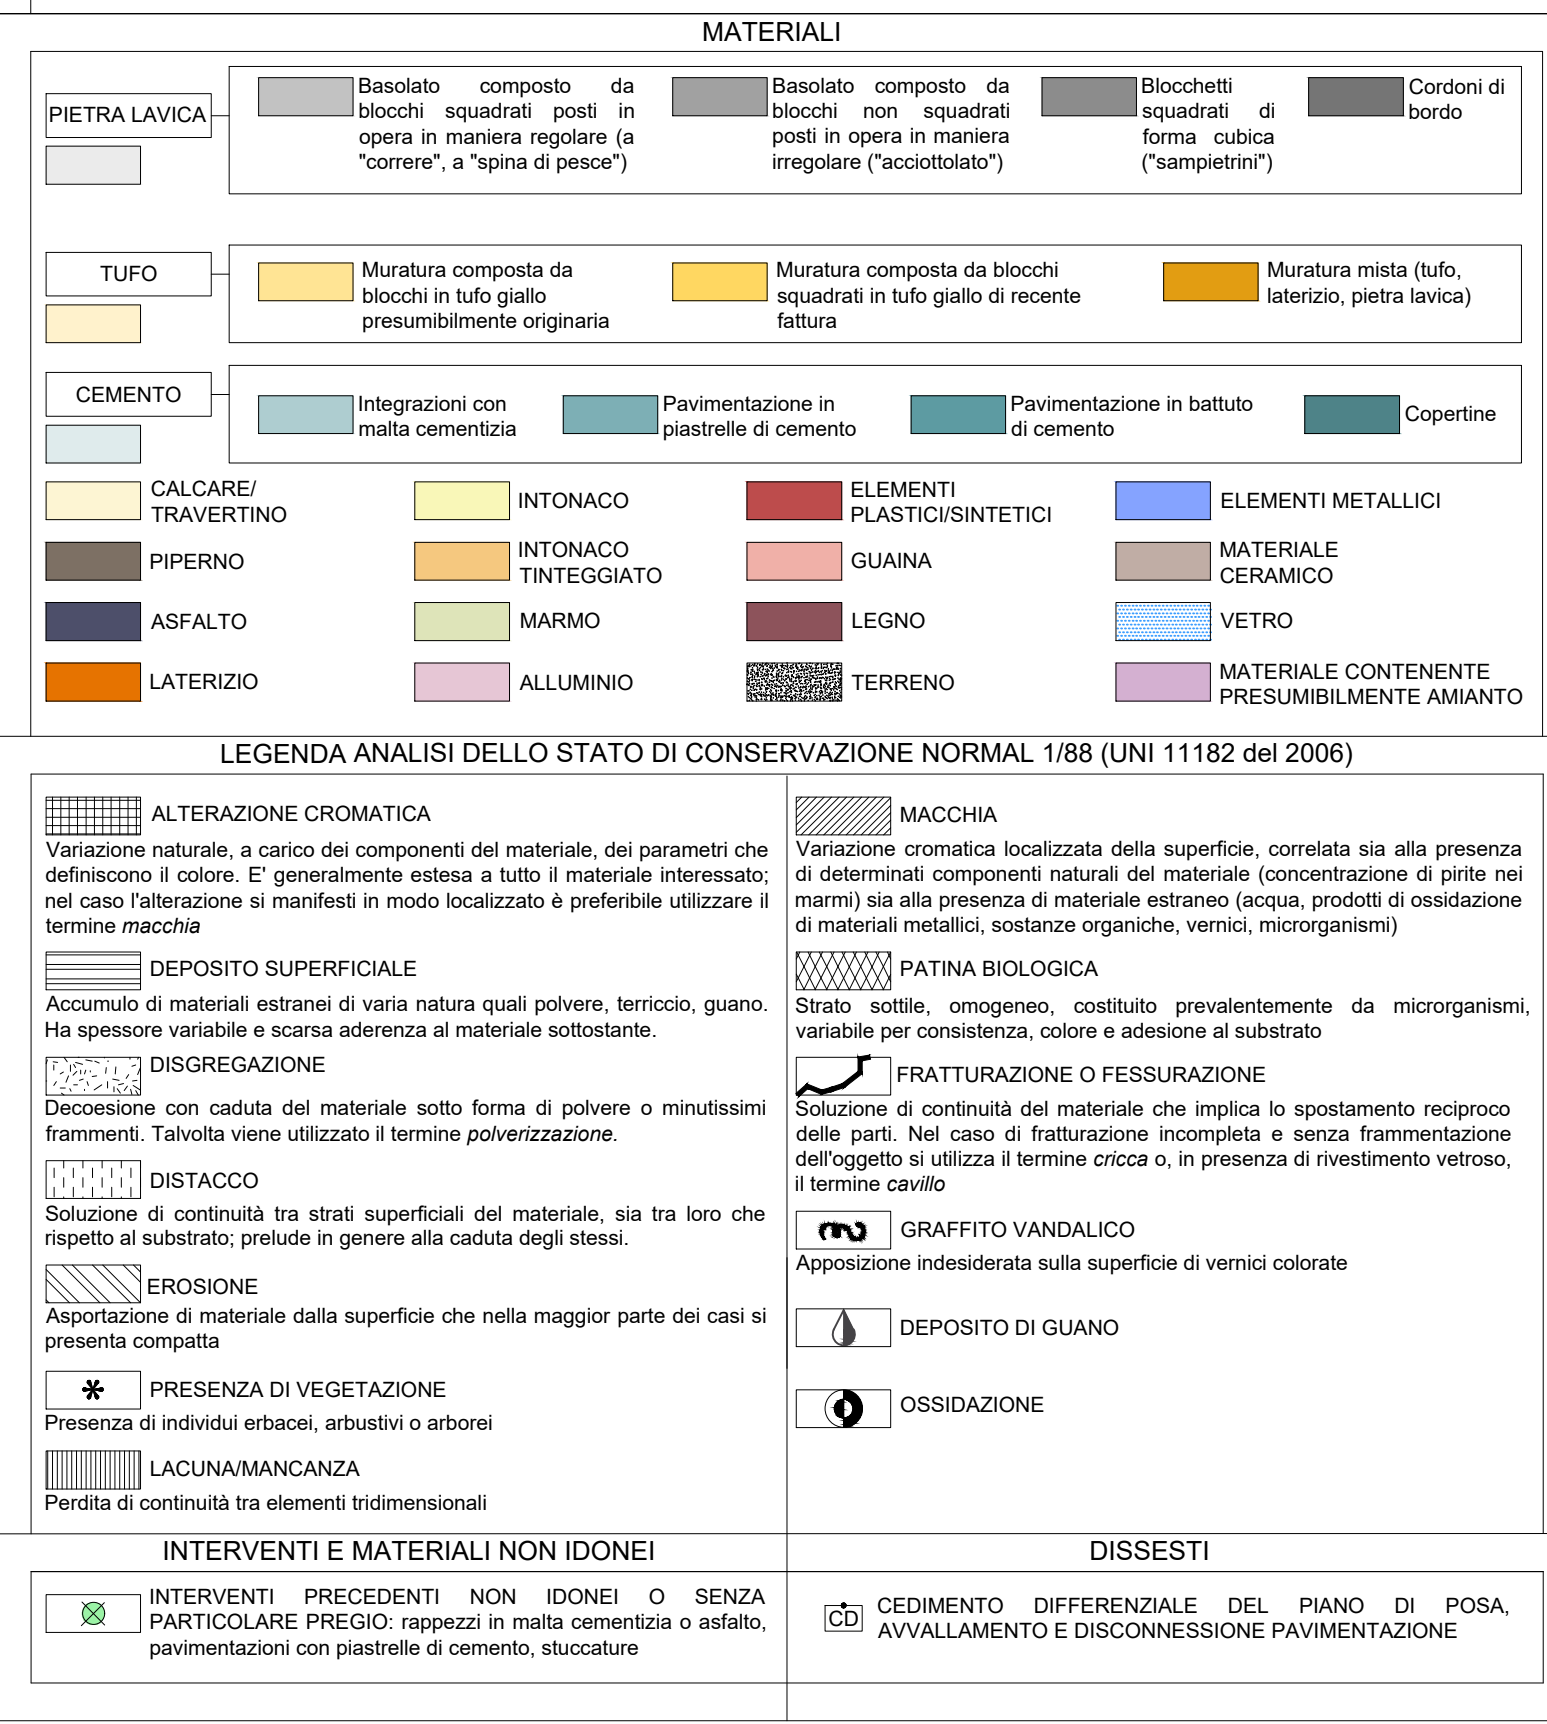 MATERIALI
PIETRA LAVICA
Basolato composto da
blocchi squadrati posti in
opera in maniera regolare (a
"correre", a "spina di pesce")
Basolato composto da
blocchi non squadrati
posti in opera in maniera
irregolare ("acciottolato")
Blocchetti
squadrati di
forma cubica
("sampietrini")
Cordoni di
bordo
TUFO
Muratura composta da
blocchi in tufo giallo
presumibilmente originaria
Muratura composta da blocchi
squadrati in tufo giallo di recente
fattura
Muratura mista (tufo,
laterizio, pietra lavica)
CEMENTO
Integrazioni con
malta cementizia
Pavimentazione in
piastrelle di cemento
Pavimentazione in battuto
di cemento
Copertine
CALCARE/
TRAVERTINO
INTONACO
ELEMENTI
PLASTICI/SINTETICI
ELEMENTI METALLICI
PIPERNO
INTONACO
TINTEGGIATO
GUAINA
MATERIALE
CERAMICO
ASFALTO
MARMO
LEGNO
VETRO
LATERIZIO
ALLUMINIO
TERRENO
MATERIALE CONTENENTE
PRESUMIBILMENTE AMIANTO
LEGENDA ANALISI DELLO STATO DI CONSERVAZIONE NORMAL 1/88 (UNI 11182 del 2006)
ALTERAZIONE CROMATICA
Variazione naturale, a carico dei componenti del materiale, dei parametri che
definiscono il colore. E' generalmente estesa a tutto il materiale interessato;
nel caso l'alterazione si manifesti in modo localizzato è preferibile utilizzare il
termine macchia
DEPOSITO SUPERFICIALE
Accumulo di materiali estranei di varia natura quali polvere, terriccio, guano.
Ha spessore variabile e scarsa aderenza al materiale sottostante.
DISGREGAZIONE
Decoesione con caduta del materiale sotto forma di polvere o minutissimi
frammenti. Talvolta viene utilizzato il termine polverizzazione.
DISTACCO
Soluzione di continuità tra strati superficiali del materiale, sia tra loro che
rispetto al substrato; prelude in genere alla caduta degli stessi.
EROSIONE
Asportazione di materiale dalla superficie che nella maggior parte dei casi si
presenta compatta
PRESENZA DI VEGETAZIONE
Presenza di individui erbacei, arbustivi o arborei
LACUNA/MANCANZA
Perdita di continuità tra elementi tridimensionali
MACCHIA
Variazione cromatica localizzata della superficie, correlata sia alla presenza
di determinati componenti naturali del materiale (concentrazione di pirite nei
marmi) sia alla presenza di materiale estraneo (acqua, prodotti di ossidazione
di materiali metallici, sostanze organiche, vernici, microrganismi)
PATINA BIOLOGICA
Strato sottile, omogeneo, costituito prevalentemente da microrganismi,
variabile per consistenza, colore e adesione al substrato
FRATTURAZIONE O FESSURAZIONE
Soluzione di continuità del materiale che implica lo spostamento reciproco
delle parti. Nel caso di fratturazione incompleta e senza frammentazione
dell'oggetto si utilizza il termine cricca o, in presenza di rivestimento vetroso,
il termine cavillo
GRAFFITO VANDALICO
Apposizione indesiderata sulla superficie di vernici colorate
DEPOSITO DI GUANO
OSSIDAZIONE
INTERVENTI E MATERIALI NON IDONEI
INTERVENTI PRECEDENTI NON IDONEI O SENZA
PARTICOLARE PREGIO: rappezzi in malta cementizia o asfalto,
pavimentazioni con piastrelle di cemento, stuccature
DISSESTI
CD
CEDIMENTO DIFFERENZIALE DEL PIANO DI POSA,
AVVALLAMENTO E DISCONNESSIONE PAVIMENTAZIONE